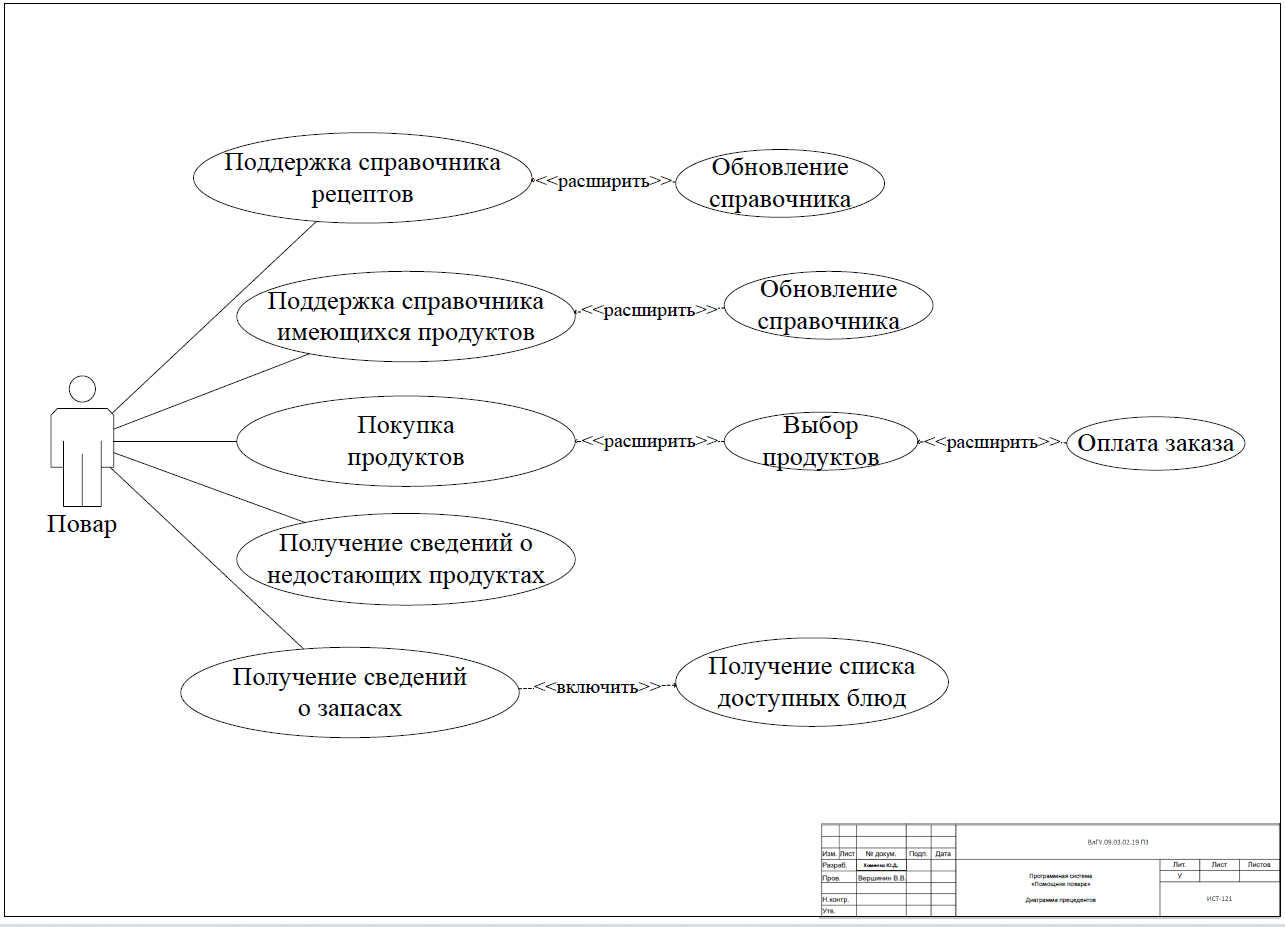 Поддержка справочника
рецептов
<<расширить>>
Обновление
справочника
Поддержка справочника
имеющихся продуктов
<<расширить>>
Обновление
справочника
Покупка
продуктов
<<расширить>>
Выбор
продуктов
<<расширить>>
Оплата заказа
Повар
Получение сведений о
недостающих продуктах
Получение сведений
о запасах
<<включить>>
Получение списка
доступных блюд
ВлГУ.09.03.02.19 ПЗ
Изм. Лист № докум. Подп. Дата
Разраб. Хоменко Ю.Д.
Пров. Вершинин В.В.
Н.контр.
Утв.
Программная система
«Помощник повара»
Диаграмма прецедентов
Лит. Лист Листов
У
ИСТ-121